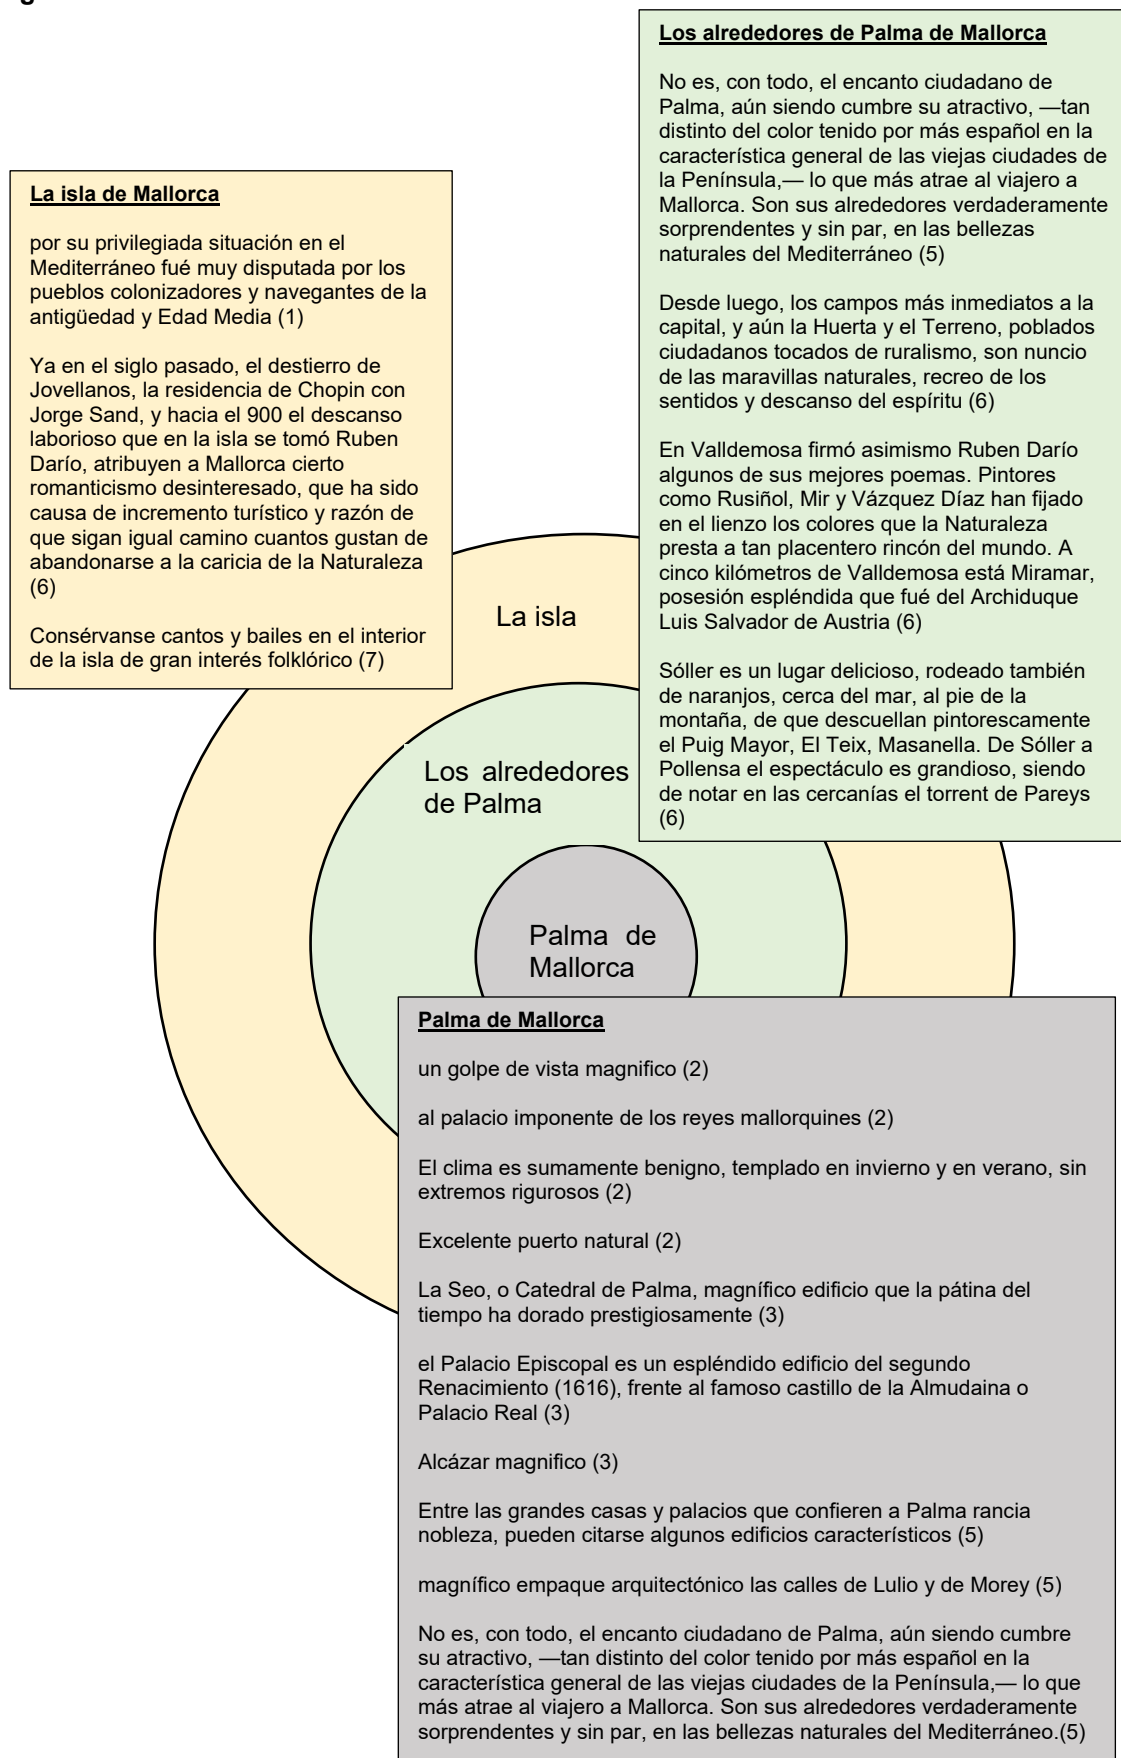 Los alrededores de Palma de Mallorca
No es, con todo, el encanto ciudadano de
Palma, aún siendo cumbre su atractivo, —tan
distinto del color tenido por más español en la
característica general de las viejas ciudades de
la Península,— lo que más atrae al viajero a
Mallorca. Son sus alrededores verdaderamente
sorprendentes y sin par, en las bellezas
naturales del Mediterráneo (5)
Desde luego, los campos más inmediatos a la
capital, y aún la Huerta y el Terreno, poblados
ciudadanos tocados de ruralismo, son nuncio
de las maravillas naturales, recreo de los
sentidos y descanso del espíritu (6)
En Valldemosa firmó asimismo Ruben Darío
algunos de sus mejores poemas. Pintores
como Rusiñol, Mir y Vázquez Díaz han fijado
en el lienzo los colores que la Naturaleza
presta a tan placentero rincón del mundo. A
cinco kilómetros de Valldemosa está Miramar,
posesión espléndida que fué del Archiduque
Luis Salvador de Austria (6)
Sóller es un lugar delicioso, rodeado también
de naranjos, cerca del mar, al pie de la
montaña, de que descuellan pintorescamente
el Puig Mayor, El Teix, Masanella. De Sóller a
Pollensa el espectáculo es grandioso, siendo
de notar en las cercanías el torrent de Pareys
(6)
La isla de Mallorca
por su privilegiada situación en el
Mediterráneo fué muy disputada por los
pueblos colonizadores y navegantes de la
antigüedad y Edad Media (1)
Ya en el siglo pasado, el destierro de
Jovellanos, la residencia de Chopin con
Jorge Sand, y hacia el 900 el descanso
laborioso que en la isla se tomó Ruben
Darío, atribuyen a Mallorca cierto
romanticismo desinteresado, que ha sido
causa de incremento turístico y razón de
que sigan igual camino cuantos gustan de
abandonarse a la caricia de la Naturaleza
(6)
Consérvanse cantos y bailes en el interior
de la isla de gran interés folklórico (7)
La isla
Los alrededores
de Palma
Palma de
Mallorca
Palma de Mallorca
un golpe de vista magnifico (2)
al palacio imponente de los reyes mallorquines (2)
El clima es sumamente benigno, templado en invierno y en verano, sin
extremos rigurosos (2)
Excelente puerto natural (2)
La Seo, o Catedral de Palma, magnífico edificio que la pátina del
tiempo ha dorado prestigiosamente (3)
el Palacio Episcopal es un espléndido edificio del segundo
Renacimiento (1616), frente al famoso castillo de la Almudaina o
Palacio Real (3)
Alcázar magnifico (3)
Entre las grandes casas y palacios que confieren a Palma rancia
nobleza, pueden citarse algunos edificios característicos (5)
magnífico empaque arquitectónico las calles de Lulio y de Morey (5)
No es, con todo, el encanto ciudadano de Palma, aún siendo cumbre
su atractivo, —tan distinto del color tenido por más español en la
característica general de las viejas ciudades de la Península,— lo que
más atrae al viajero a Mallorca. Son sus alrededores verdaderamente
sorprendentes y sin par, en las bellezas naturales del Mediterráneo.(5)